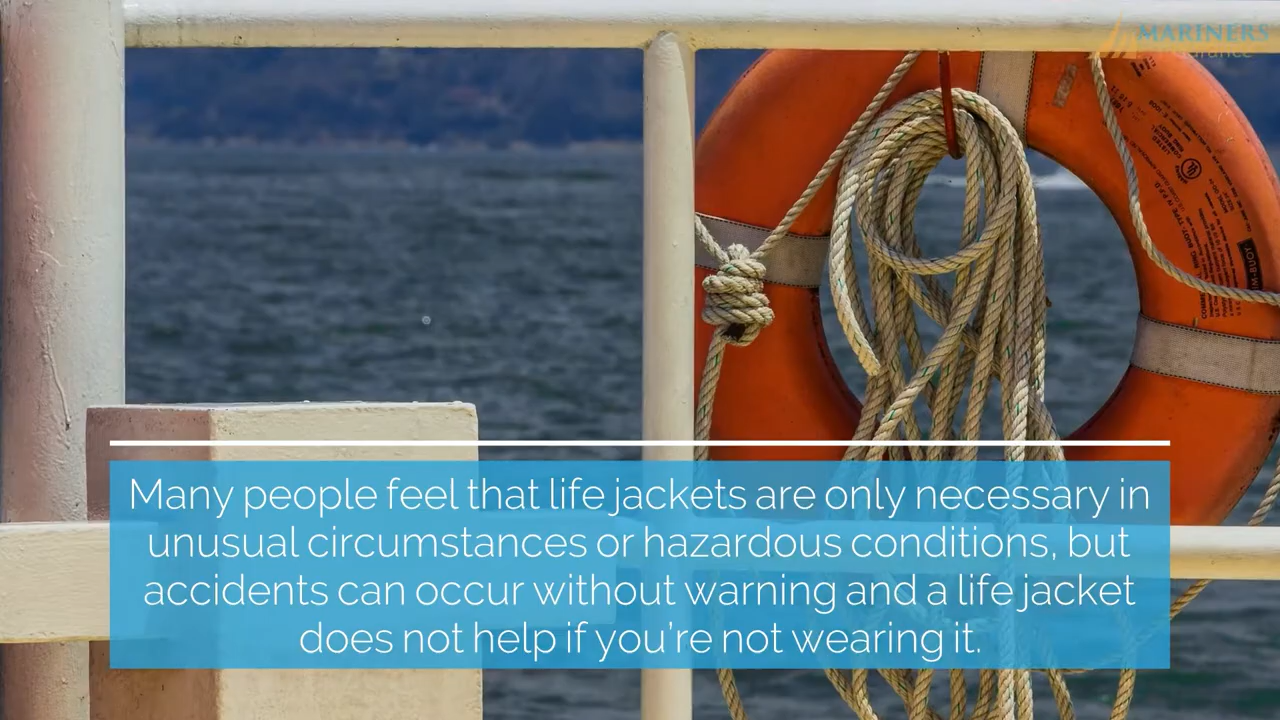 MARINERS
Many people feel that life jackets are only necessary in
unusual circumstances or hazardous conditions, but
accidents can occur without warning and a life jacket
does not help if you're not wearing it.